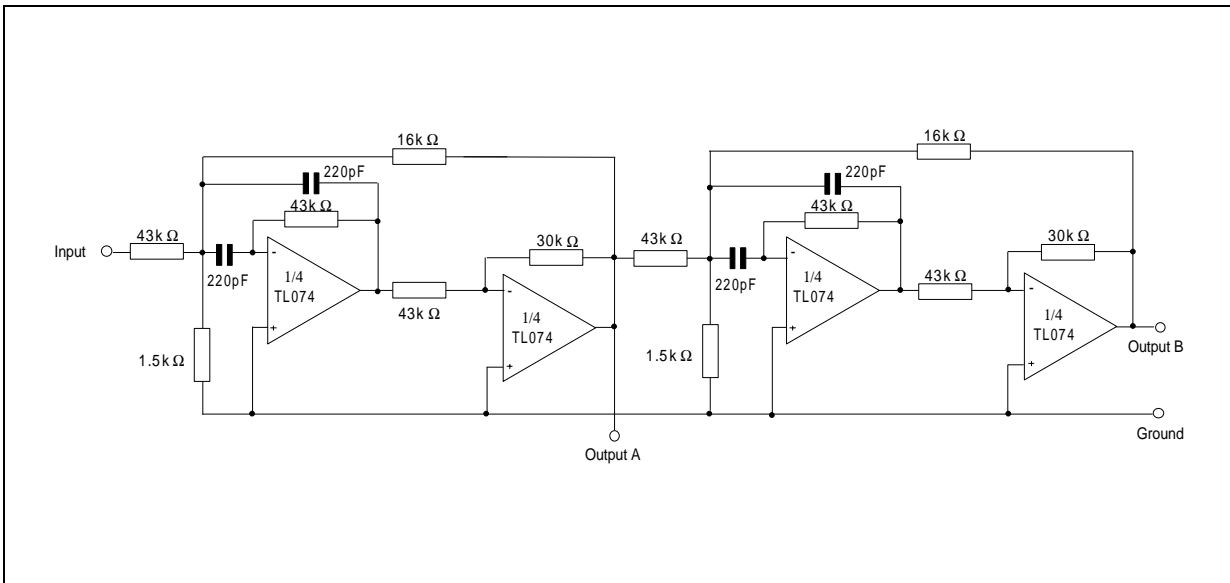 16k Ω
220pF
43k Ω
Input
43k Ω
220pF
1/4
TL074
43k Ω
30k Ω
1/4
TL074
1.5k Ω
Output A
43k Ω
16k Ω
220pF
43k Ω
220pF
1/4
TL074
43k Ω
30k Ω
1/4
TL074
1.5k Ω
Output B
Ground